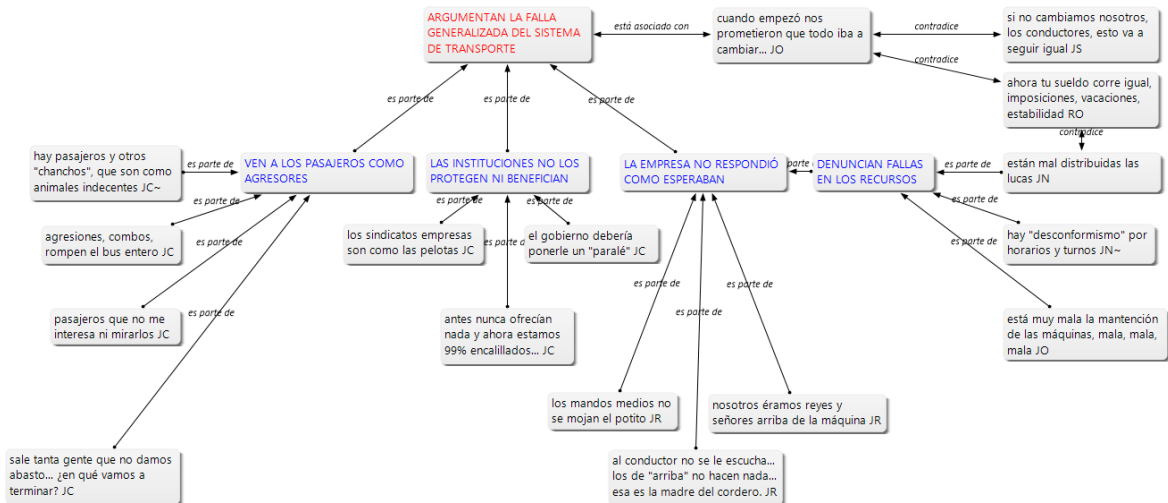 ARGUMENTAN LA FALLA
GENERALIZADA DEL SISTEMA
DE TRANSPORTE
está asociado con
cuando empezó nos
prometieron que todo iba a
cambiar... JO
contradice
si no cambiamos nosotros,
los conductores, esto va a
seguir igual JS
contradice
ahora tu sueldo corre igual,
imposiciones, vacaciones,
estabilidad RO
contradice
es parte de
es parte de
es parte de
hay pasajeros y otros
"chanchos", que son como
animales indecentes JC~
es parte de
VEN A LOS PASAJEROS COMO
AGRESORES
LAS INSTITUCIONES NO LOS
PROTEGEN NI BENEFICIAN
LA EMPRESA NO RESPONDIÓ
COMO ESPERABAN
parte
DENUNCIAN FALLAS
EN LOS RECURSOS
es parte de
están mal distribuidas las
lucas JN
es parte de
agresiones, combos,
rompen el bus entero JC
es parte de
los sindicatos empresas
son como las pelotas JC
es parte de
es parte
es parte de
el gobierno debería
ponerle un "paralé" JC
es parte de
hay "desconformismo" por
horarios y turnos JN~
es parte de
pasajeros que no me
interesa ni mirarlos JC
es parte de
antes nunca ofrecían
nada y ahora estamos
99% encalillados... JC
es parte de
es parte de
es parte de
está muy mala la mantención
de las máquinas, mala, mala,
mala JO
los mandos medios no
se mojan el potito JR
nosotros éramos reyes y
señores arriba de la máquina JR
sale tanta gente que no damos
abasto... ¿en qué vamos a
terminar? JC
al conductor no se le escucha...
los de "arriba" no hacen nada...
esa es la madre del cordero. JR